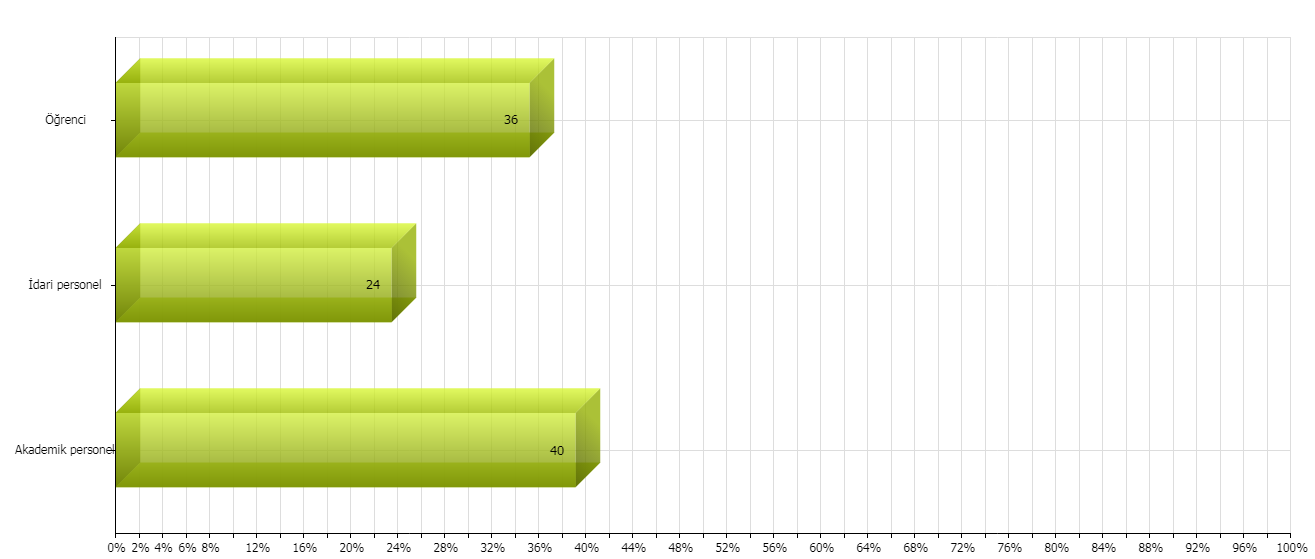 Öğrenci
36
İdari personel
24
Akademik personel
40
0% 2% 4% 6% 8% 12% 16% 20% 24% 28% 32% 36% 40% 44% 48% 52% 56% 60% 64% 68% 72% 76% 80% 84% 88% 92% 96% 100%